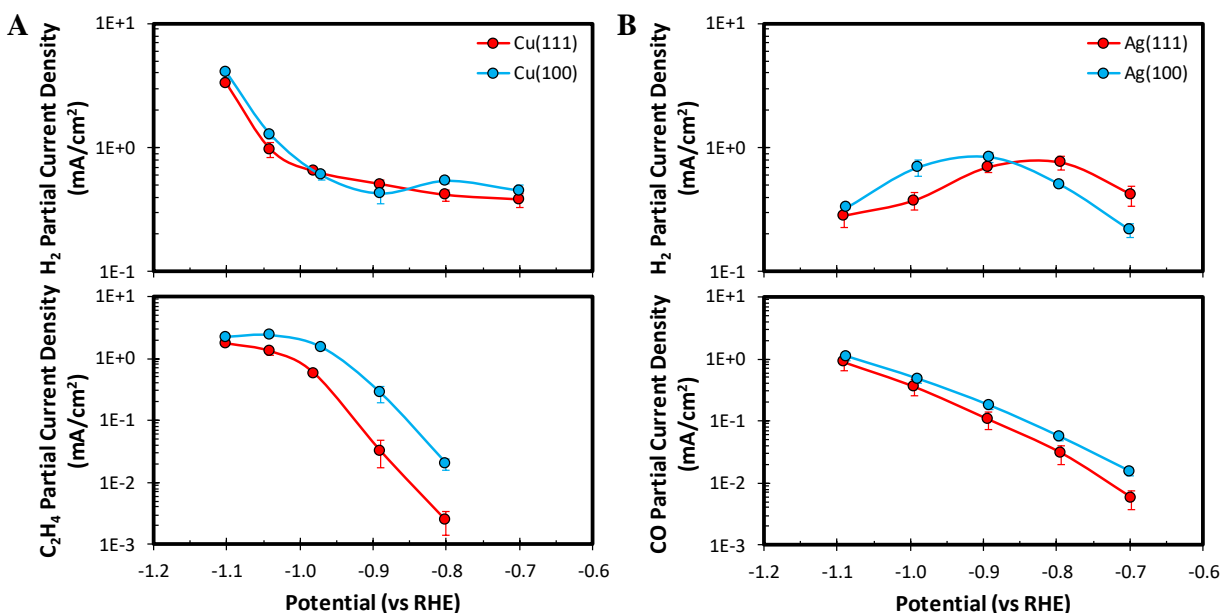 A
H₂ Partial Current Density
(mA/cm²)
1E+1
1E+0
1E-1
Cu(111)
Cu(100)
C₂H₄ Partial Current Density
(mA/cm²)
1E+1
1E+0
1E-1
1E-2
1E-3
-1.2 -1.1 -1.0 -0.9 -0.8 -0.7 -0.6
Potential (vs RHE)
B
H₂ Partial Current Density
(mA/cm²)
1E+1
1E+0
1E-1
Ag(111)
Ag(100)
CO Partial Current Density
(mA/cm²)
1E+1
1E+0
1E-1
1E-2
1E-3
-1.2 -1.1 -1.0 -0.9 -0.8 -0.7 -0.6
Potential (vs RHE)